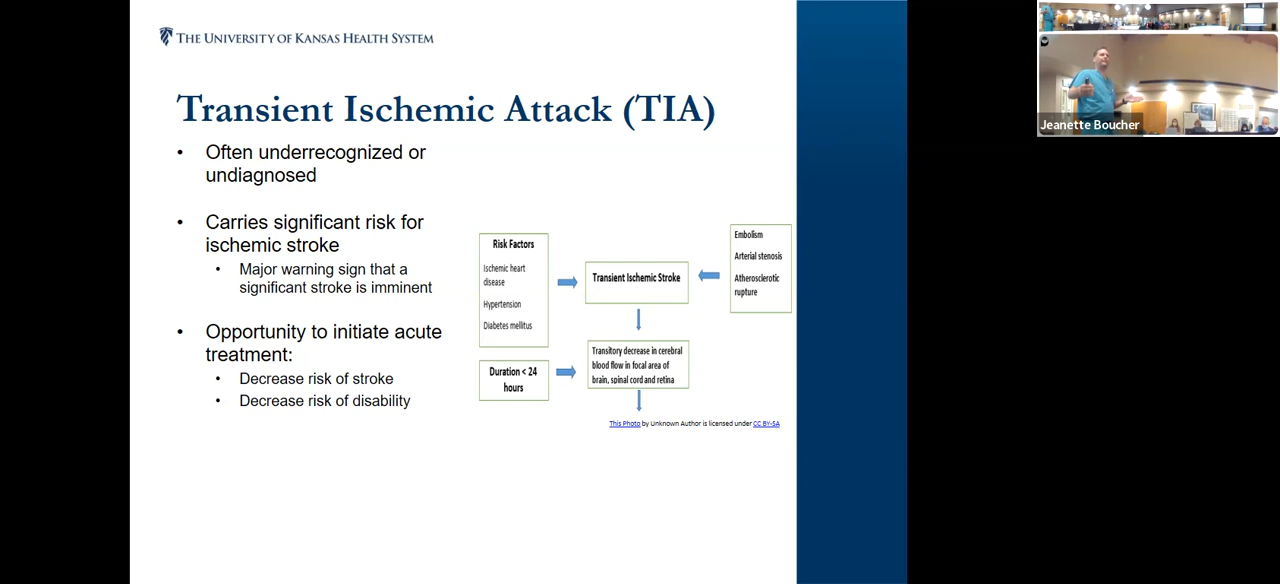 THE UNIVERSITY OF KANSAS HEALTH SYSTEM
Transient Ischemic Attack (TIA)
• Often underrecognized or
undiagnosed
• Carries significant risk for
ischemic stroke
• Major warning sign that a
significant stroke is imminent
• Opportunity to initiate acute
treatment:
• Decrease risk of stroke
• Decrease risk of disability
Risk Factors
Ischemic heart
disease
Hypertension
Diabetes mellitus
Duration < 24
hours
Transient Ischemic Stroke
Transitory decrease in cerebral
blood flow in focal area of
brain, spinal cord and retina
Embolism
Arterial stenosis
Atherosclerotic
rupture
This Photo by Unknown Author is licensed under CC BY-SA
Jeanette Boucher